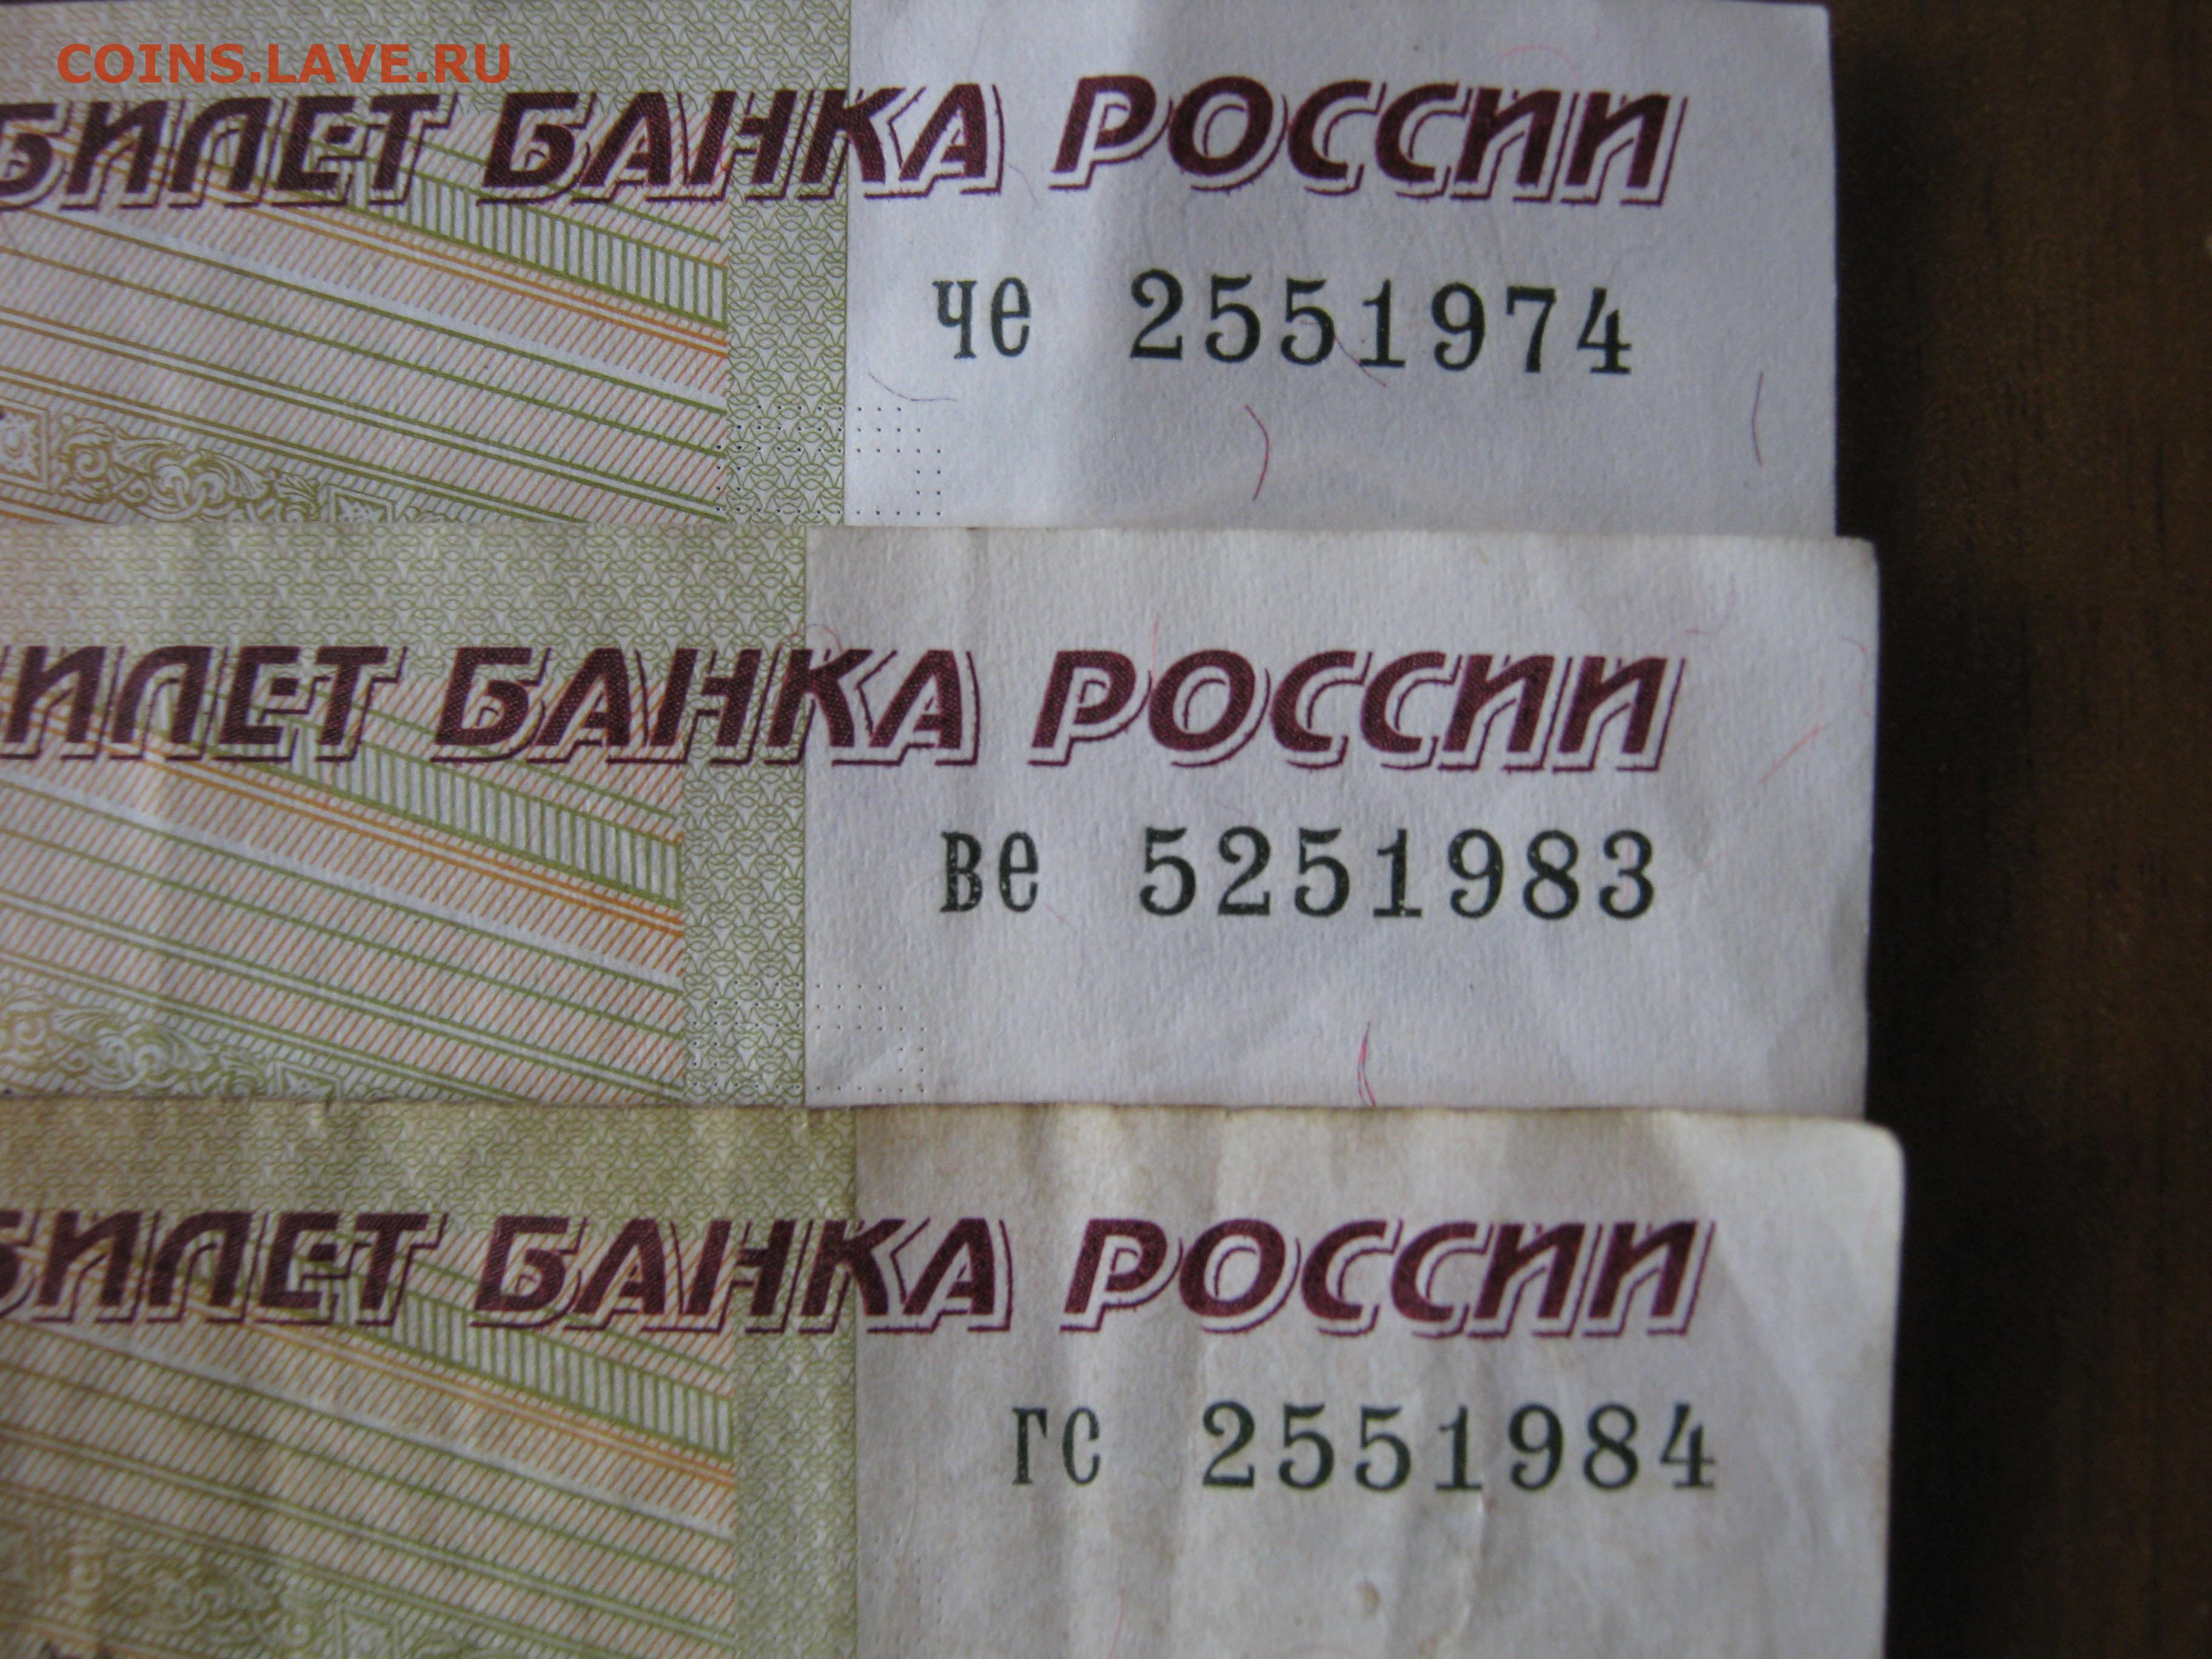 COINS.LAVE.RU
БИЛЕТ БАНКА РОССИИ
че 2551974
БИЛЕТ БАНКА РОССИИ
ве 5251983
БИЛЕТ БАНКА РОССИИ
гс 2551984